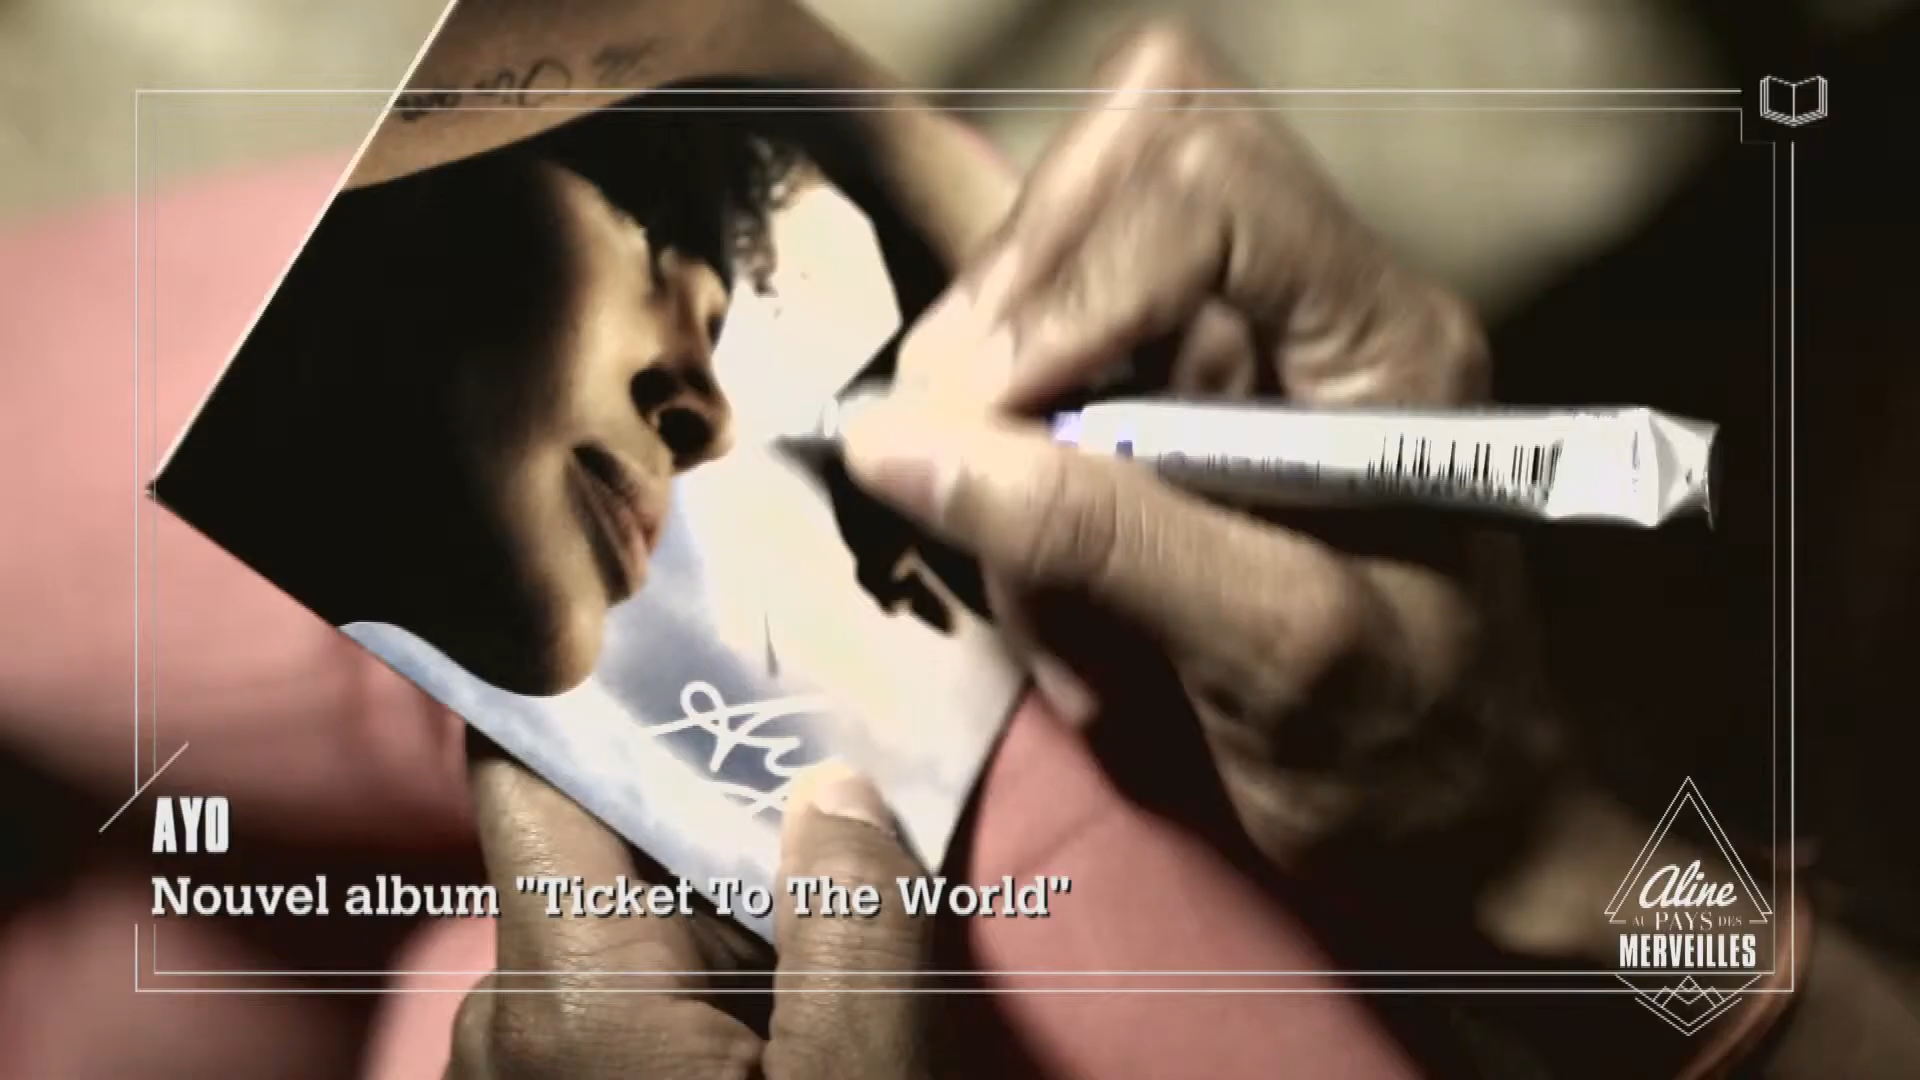 AYO
Nouvel album "Ticket To The World"
Aline
AU PAYS DES
MERVEILLES